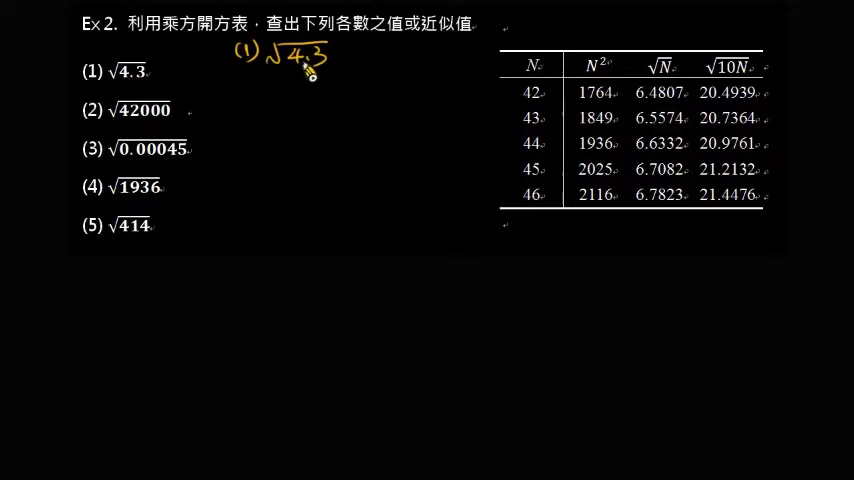 Ex 2. 利用乘方開方表，查出下列各數之值或近似值
(1) √4.3
(1) √4.3
(2) √42000
(3) √0.00045
(4) √1936
(5) √414
N N² √N √10N
42 1764 6.4807 20.4939
43 1849 6.5574 20.7364
44 1936 6.6332 20.9761
45 2025 6.7082 21.2132
46 2116 6.7823 21.4476